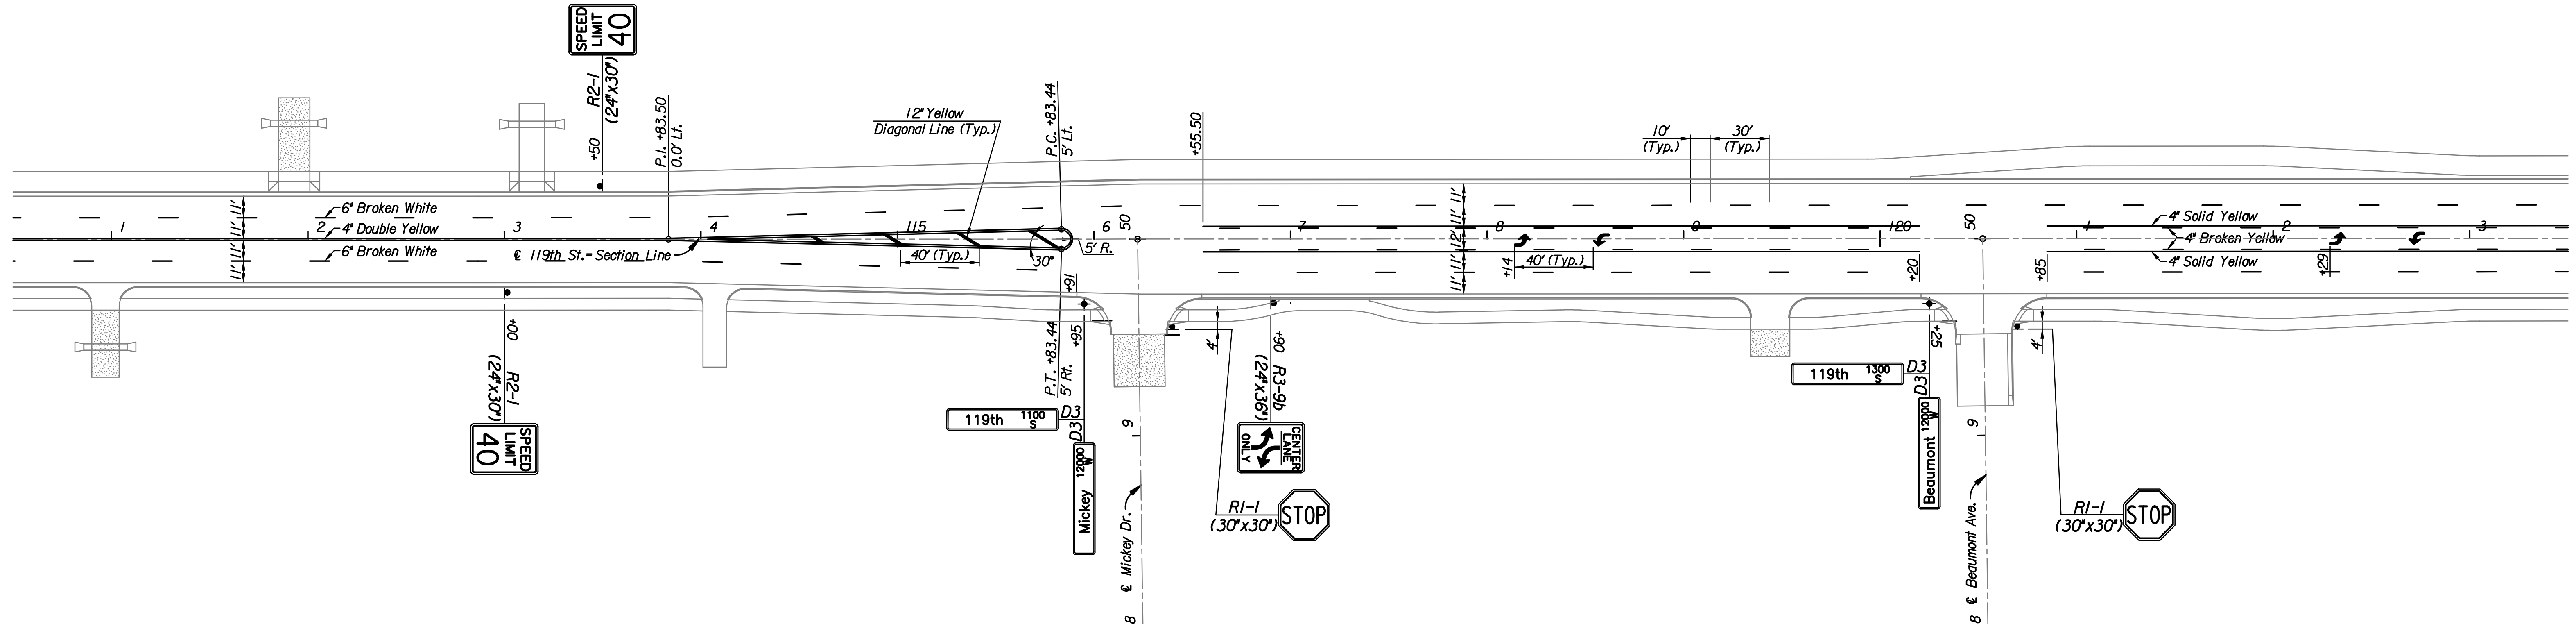 SPEED
LIMIT
40
R2-1
(24"x30")
+50
P.I. +83.50
0.0' Lt.
12" Yellow
Diagonal Line (Typ.)
P.C. +83.44
5' Lt.
+55.50
10'
(Typ.)
30'
(Typ.)
11'
11'
11'
11'
6" Broken White
4" Double Yellow
6" Broken White
1
2
3
4
115
6
7
8
9
120
1
2
3
℄ 119th St.- Section Line
40' (Typ.)
30°
5' R.
50
11'
11'
12'
11'
11'
+14
40' (Typ.)
50
4" Solid Yellow
4" Broken Yellow
4" Solid Yellow
+29
+91
+20
+85
+00
R2-1
(24"x30")
SPEED
LIMIT
40
P.T. +83.44
5' Rt.
+95
119th 1100 S
D3
D3
Mickey 12000 W
9
℄ Mickey Dr.
8
4'
R1-1
(30"x30")
STOP
+90
R3-9b
(24"x36")
CENTER
LANE
ONLY
119th 1300 S
D3
D3
+25
Beaumont 12000 W
9
℄ Beaumont Ave.
8
4'
R1-1
(30"x30")
STOP